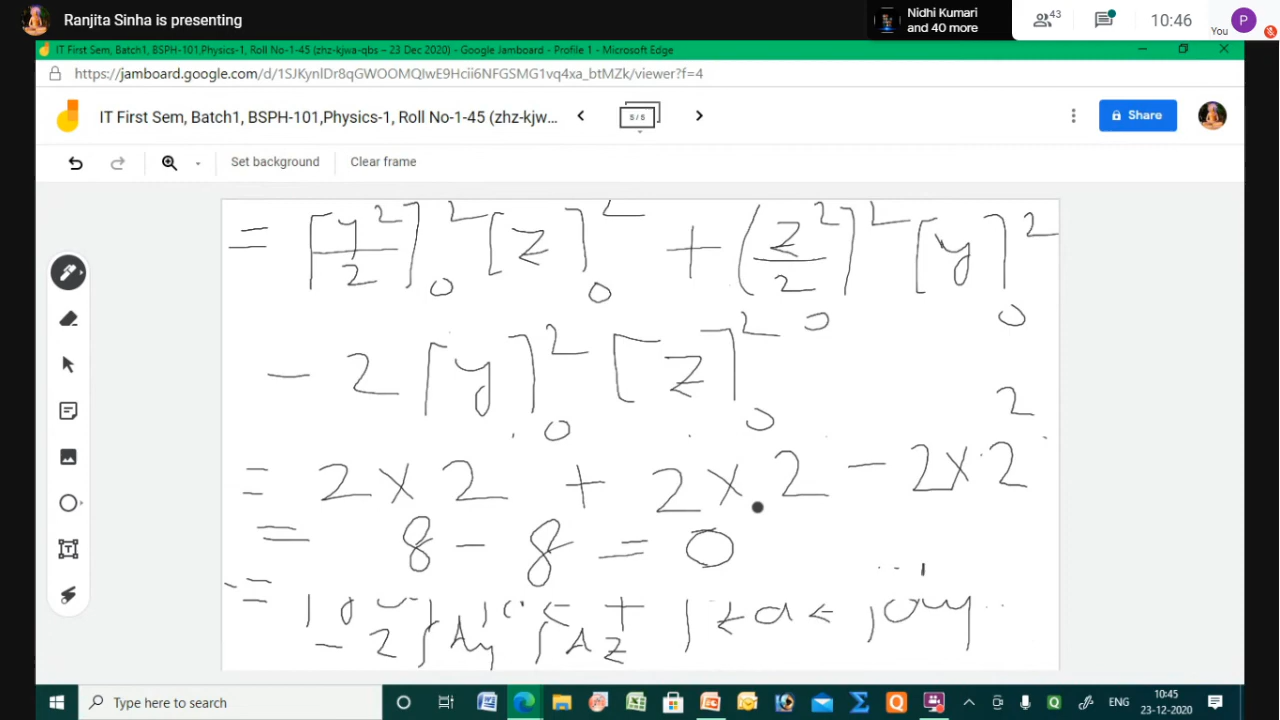 Ranjita Sinha is presenting
Nidhi Kumari
and 40 more
43
10:46
You
P
IT First Sem, Batch1, BSPH-101,Physics-1, Roll No-1-45 (zhz-kjwa-qbs – 23 Dec 2020) - Google Jamboard - Profile 1 - Microsoft Edge
https://jamboard.google.com/d/1SJKynlDr8qGWOOMQIwE9Hcii6NFGSMG1vq4xa_btMZk/viewer?f=4
IT First Sem, Batch1, BSPH-101,Physics-1, Roll No-1-45 (zhz-kjw...
5 / 5
Share
Set background
Clear frame
= [y²/2]₀² [z]₀² + (z²/2]₀² [y]₀²
- 2 [y]₀² [z]₀²
= 2 x 2 + 2 x 2 - 2 x 2²
= 8 - 8 = 0
Type here to search
ENG
10:45
23-12-2020